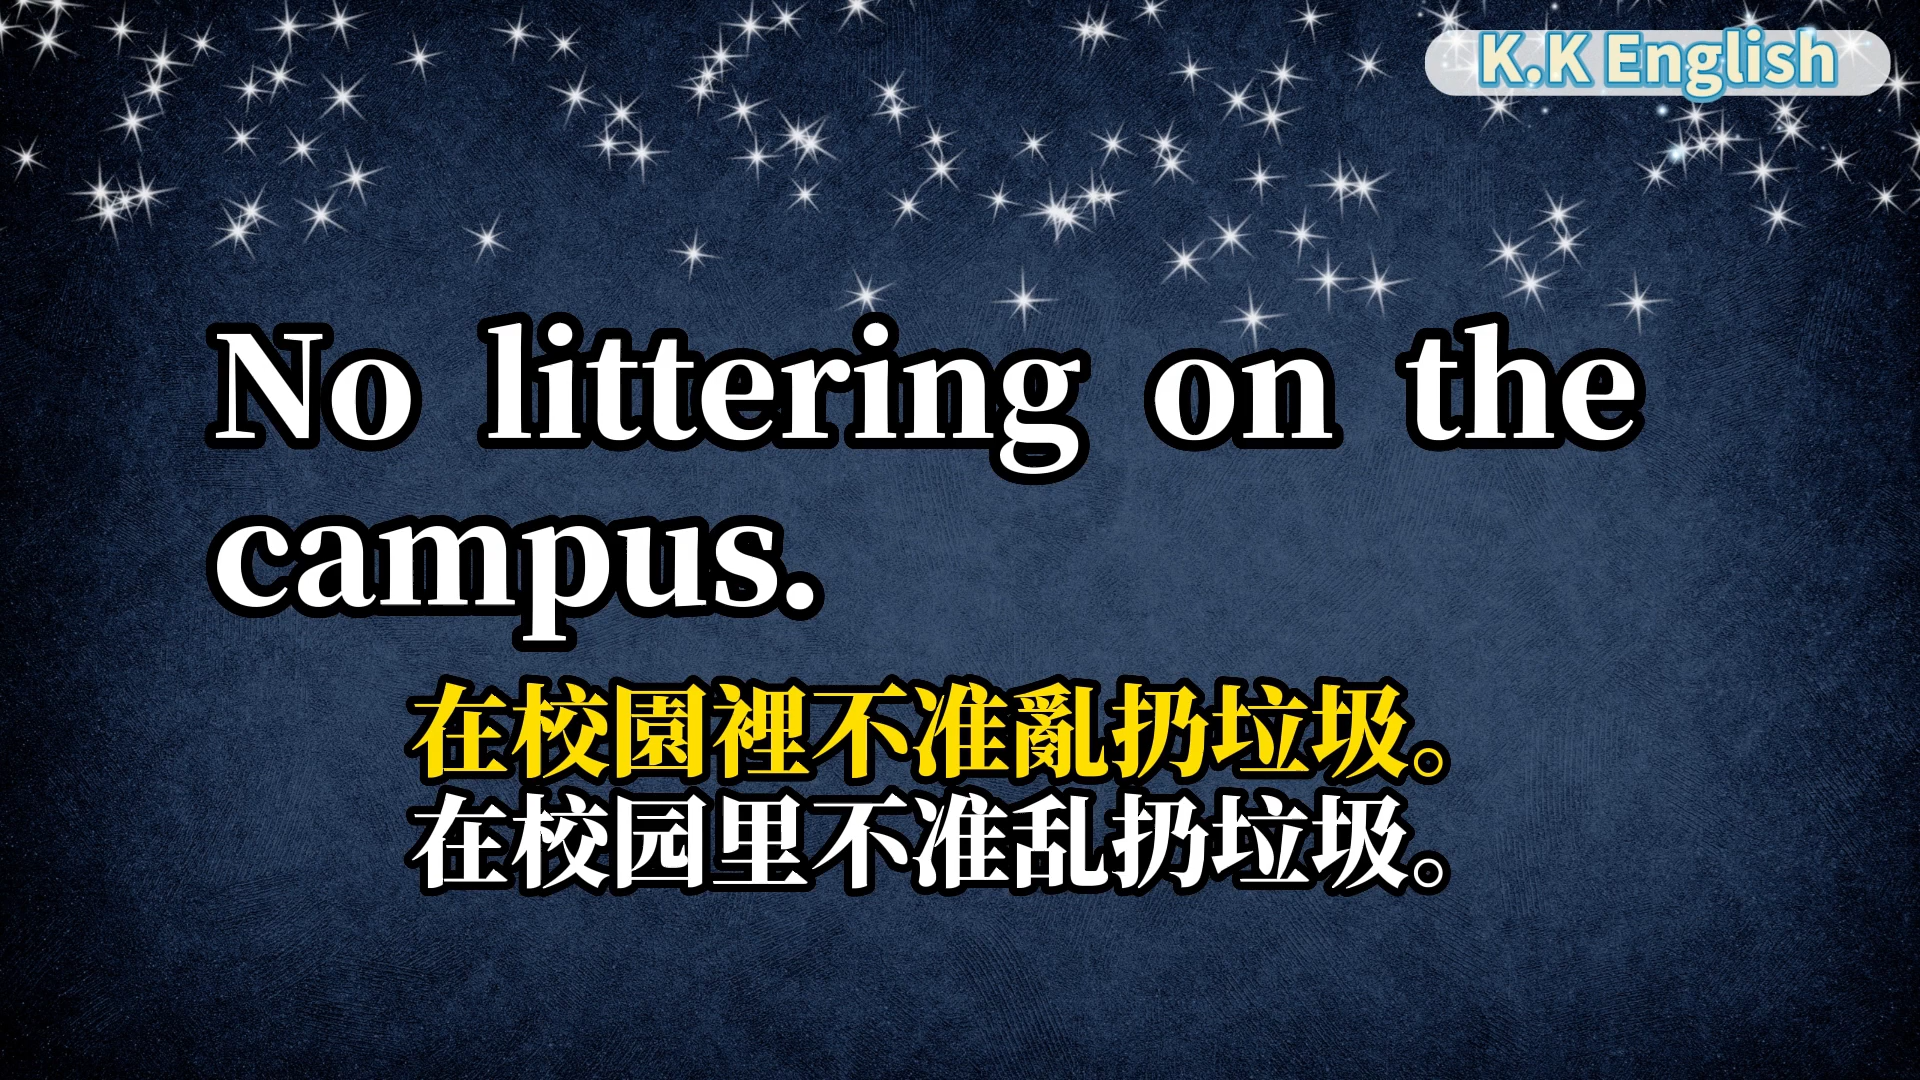 K.K English
No littering on the
campus.
在校園裡不准亂扔垃圾。
在校园里不准乱扔垃圾。